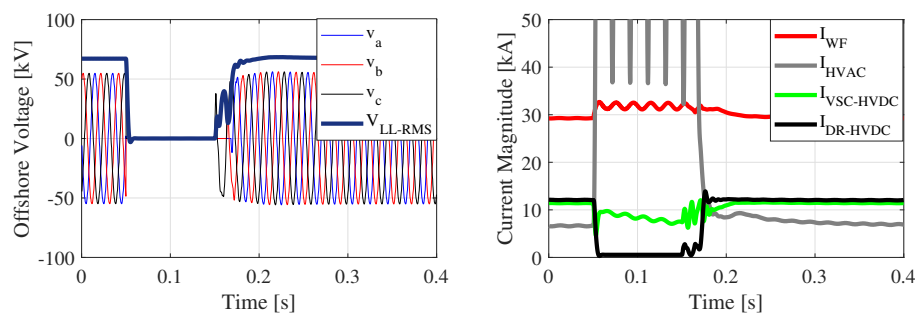 Offshore Voltage [kV]
100
50
0
-50
-100
0
0.1
0.2
0.3
0.4
Time [s]
v_a
v_b
v_c
V_LL-RMS
Current Magnitude [kA]
50
40
30
20
10
0
0
0.1
0.2
0.3
0.4
Time [s]
I_WF
I_HVAC
I_VSC-HVDC
I_DR-HVDC